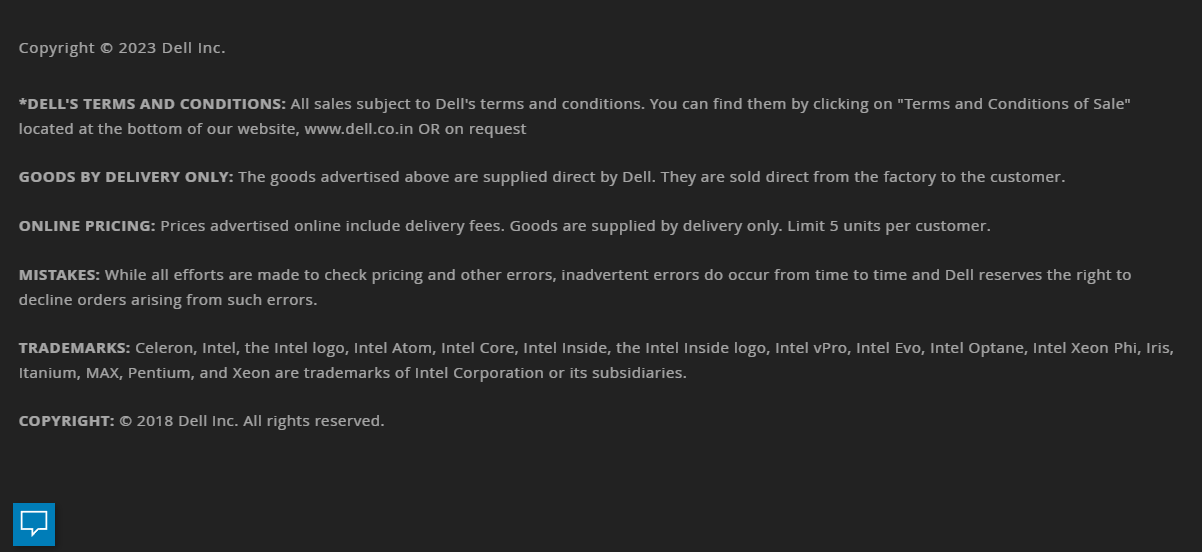 Copyright © 2023 Dell Inc.
*DELL'S TERMS AND CONDITIONS: All sales subject to Dell's terms and conditions. You can find them by clicking on "Terms and Conditions of Sale"
located at the bottom of our website, www.dell.co.in OR on request
GOODS BY DELIVERY ONLY: The goods advertised above are supplied direct by Dell. They are sold direct from the factory to the customer.
ONLINE PRICING: Prices advertised online include delivery fees. Goods are supplied by delivery only. Limit 5 units per customer.
MISTAKES: While all efforts are made to check pricing and other errors, inadvertent errors do occur from time to time and Dell reserves the right to
decline orders arising from such errors.
TRADEMARKS: Celeron, Intel, the Intel logo, Intel Atom, Intel Core, Intel Inside, the Intel Inside logo, Intel vPro, Intel Evo, Intel Optane, Intel Xeon Phi, Iris,
Itanium, MAX, Pentium, and Xeon are trademarks of Intel Corporation or its subsidiaries.
COPYRIGHT: © 2018 Dell Inc. All rights reserved.